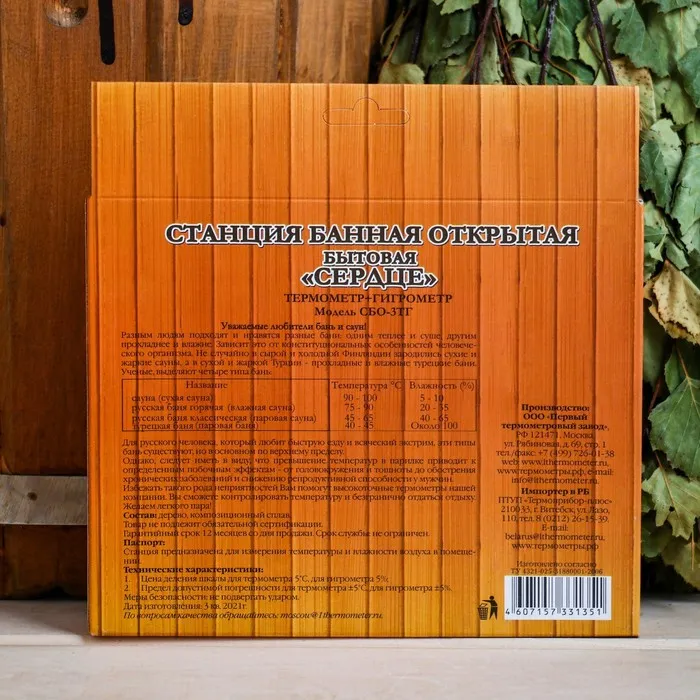 СТАНЦИЯ БАННАЯ ОТКРЫТАЯ
БЫТОВАЯ
«СЕРДЦЕ»
ТЕРМОМЕТР+ГИГРОМЕТР
Модель СБО-3ТГ
Уважаемые любители бань и саун!
Разным людям подходят и нравятся разные бани: одним теплее и суше, другим
прохладнее и влажнее. Зависит это от конституциональных особенностей человечес-
кого организма. Не случайно в сырой и холодной Финляндии зародились сухие и
жаркие сауны, а в сухой и жаркой Турции - прохладные и влажные турецкие бани.
Ученые, выделяют четыре типа бань:
Название Температура °С Влажность (%)
сауна (сухая сауна) 90 - 100 5 - 10
русская баня горячая (влажная сауна) 75 - 90 20 - 35
русская баня классическая (паровая сауна) 45 - 65 40 - 65
турецкая баня (паровая баня) 40 - 45 Около 100
Для русского человека, который любит быструю езду и всяческий экстрим, эти типы
бань существуют, но в основном по верхнему пределу.
Однако, следует иметь в виду, что превышение температур в парилке приводит к
определенным побочным эффектам - от головокружения и тошноты до обострения
хронических заболеваний и снижению репродуктивной способности у мужчин.
Избежать такого рода неприятностей Вам помогут высокоточные термометры нашей
компании. Вы сможете контролировать температуру и безгранично отдаться отдыху.
Желаем легкого пара!
Состав: дерево, композиционный сплав.
Товар не подлежит обязательной сертификации.
Гарантийный срок 12 месяцев со дня продажи. Срок службы не ограничен.
Паспорт:
Станция предназначена для измерения температуры и влажности воздуха в помеще-
нии.
Технические характеристики:
1. Цена деления шкалы для термометра 5°С, для гигрометра 5%;
2. Предел допустимой погрешности для термометра ±5°С, для гигрометра ±5%.
Меры безопасности: не подвергать ударом.
Дата изготовления: 3 кв. 2021г.
По вопросам качества обращайтесь: moscow@1thermometer.ru.
Производство:
ООО «Первый
термометровый завод».
РФ 121471, Москва,
ул. Рябиновая, д. 69, стр. 1
тел./факс: +7 (499) 726-01-38
web: www.1thermometer.ru,
www.термометры.рф; e-mail:
info@1thermometer.ru
Импортер в РБ
ПТУП «Термоприбор-плюс»
210033, г. Витебск, ул. Лазо,
110, тел. 8 (0212) 26-15-39.
E-mail:
belarus@1thermometer.ru
www.термометры.рф
Изготовлено согласно
4 607157 331351